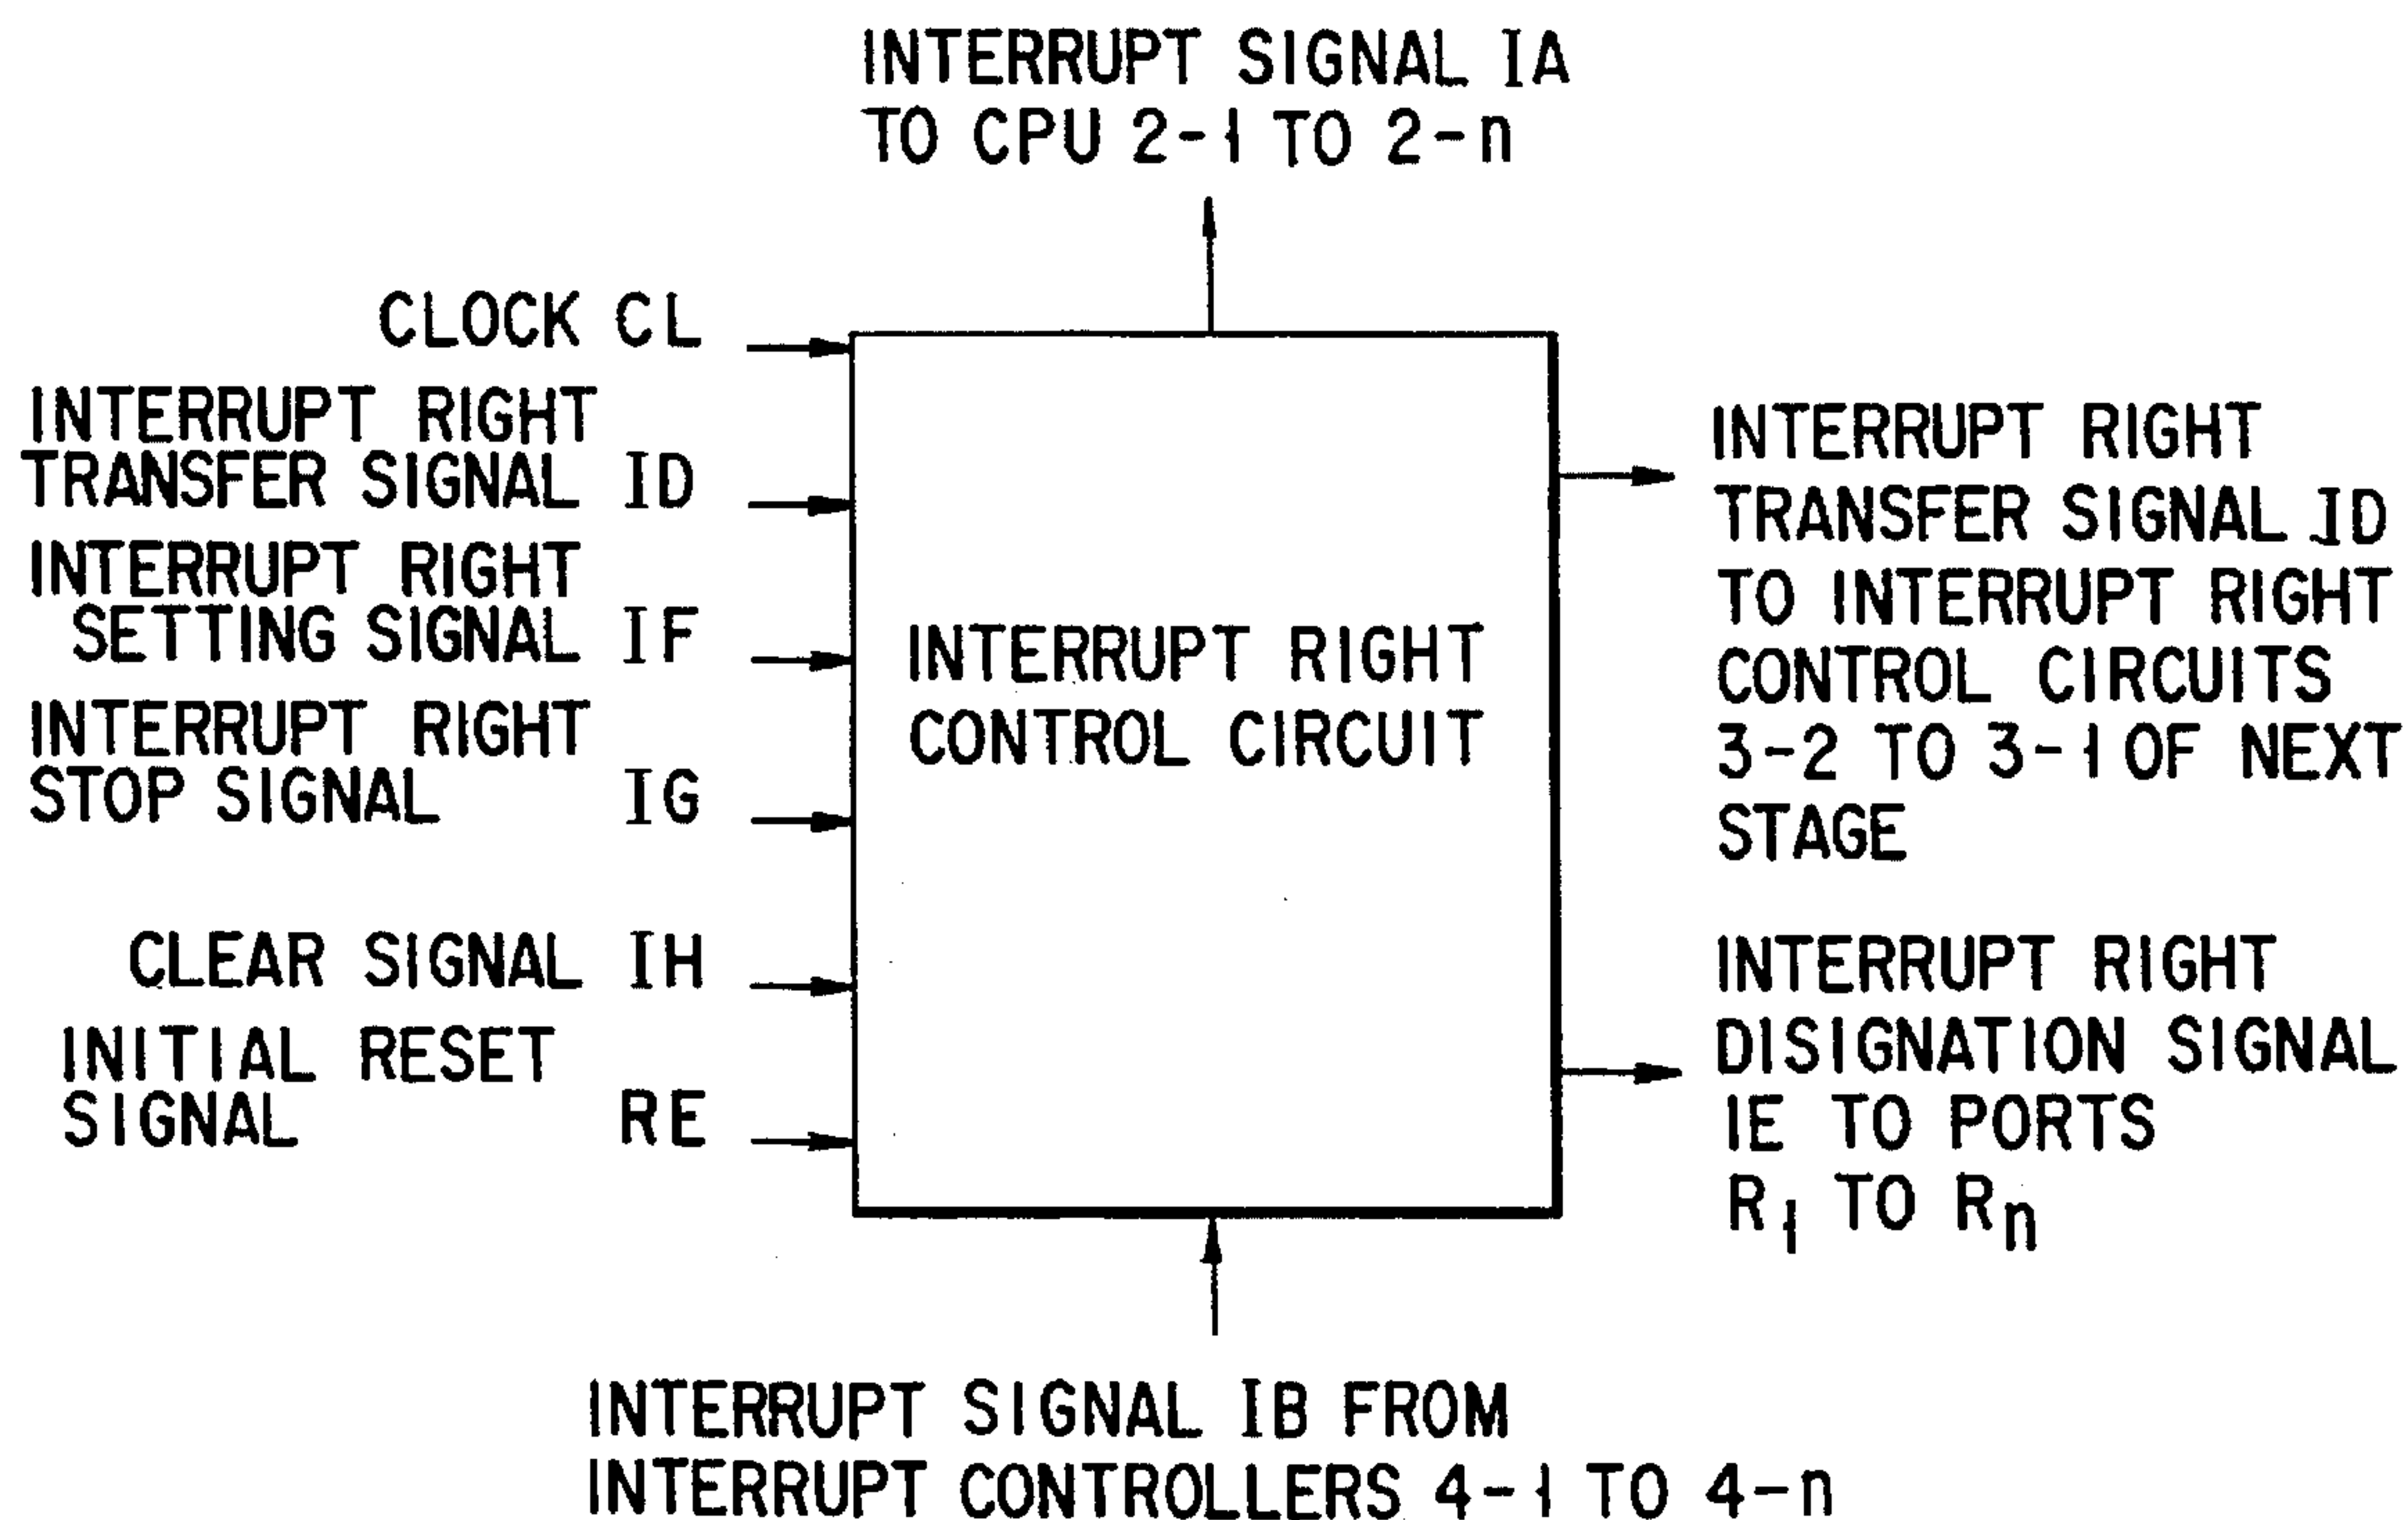 INTERRUPT SIGNAL IA
TO CPU 2-1 TO 2-n
CLOCK CL
INTERRUPT RIGHT
TRANSFER SIGNAL ID
INTERRUPT RIGHT
SETTING SIGNAL IF
INTERRUPT RIGHT
STOP SIGNAL IG
CLEAR SIGNAL IH
INITIAL RESET
SIGNAL RE
INTERRUPT RIGHT
CONTROL CIRCUIT
INTERRUPT RIGHT
TRANSFER SIGNAL ID
TO INTERRUPT RIGHT
CONTROL CIRCUITS
3-2 TO 3-1 OF NEXT
STAGE
INTERRUPT RIGHT
DISIGNATION SIGNAL
IE TO PORTS
R1 TO Rn
INTERRUPT SIGNAL IB FROM
INTERRUPT CONTROLLERS 4-1 TO 4-n